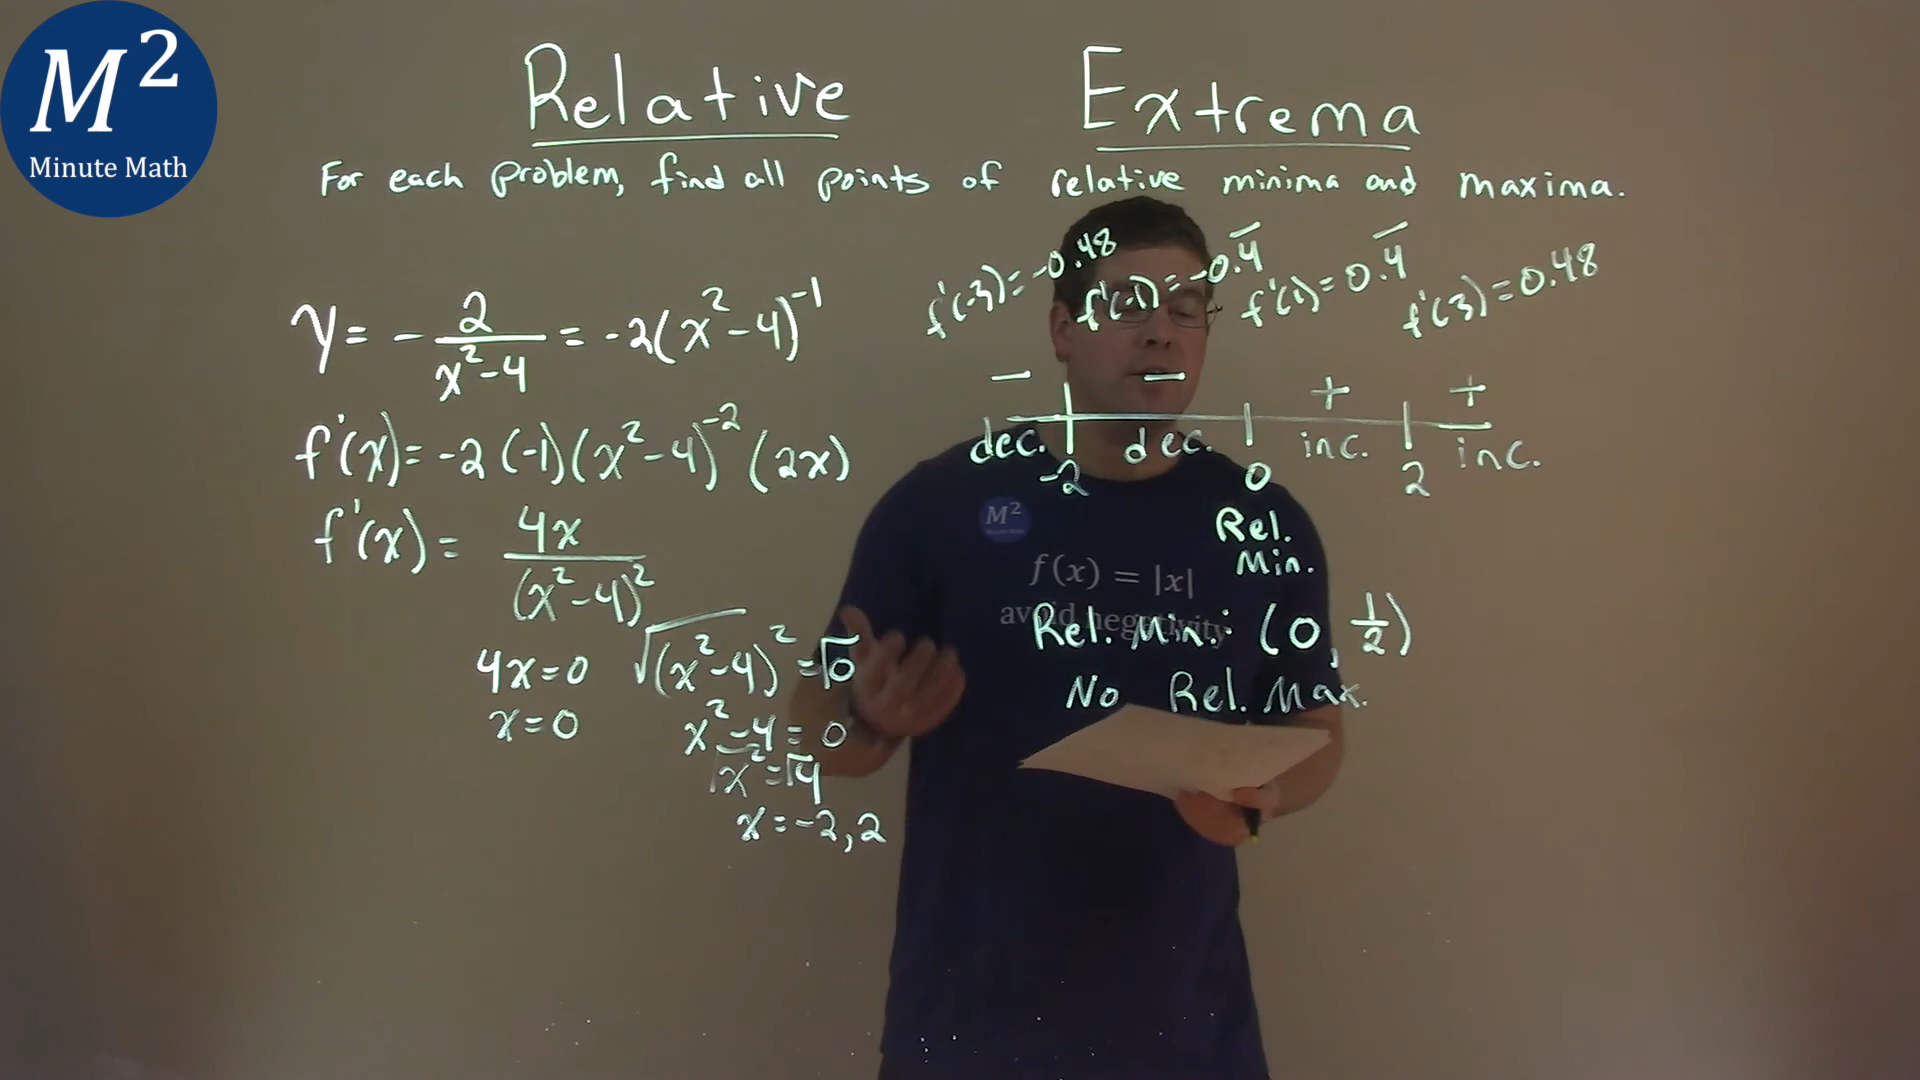 M²
Minute Math
Relative Extrema
For each problem, find all points of relative minima and maxima.
y = -2/(x²-4) = -2(x²-4)⁻¹
f'(x) = -2(-1)(x²-4)⁻²(2x)
f'(x) = 4x/(x²-4)²
4x=0
x=0
√(x²-4)² = √0
x²-4=0
√x² = √4
x=-2,2
f'(-3)=-0.48 f'(-1)=-0.4̅ f'(1)=0.4̅ f'(3)=0.48
− − + +
dec. dec. inc. inc.
-2 0 2
Rel.
Min.
Rel. Min.: (0, 1/2)
No Rel. Max.
M²
f(x) = |x|
avoid negativity